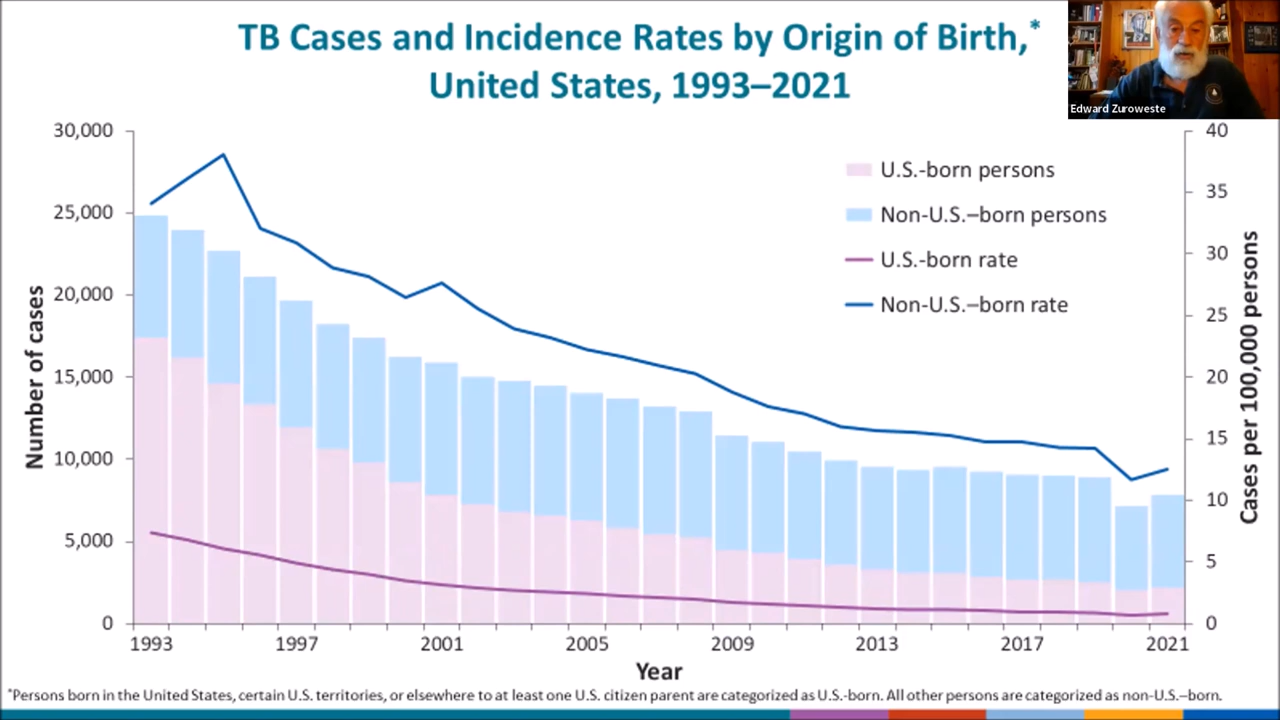 TB Cases and Incidence Rates by Origin of Birth,*
United States, 1993–2021
Edward Zuroweste
30,000
25,000
20,000
15,000
10,000
5,000
0
Number of cases
40
35
30
25
20
15
10
5
0
Cases per 100,000 persons
U.S.-born persons
Non-U.S.–born persons
U.S.-born rate
Non-U.S.–born rate
1993 1997 2001 2005 2009 2013 2017 2021
Year
*Persons born in the United States, certain U.S. territories, or elsewhere to at least one U.S. citizen parent are categorized as U.S.-born. All other persons are categorized as non-U.S.–born.